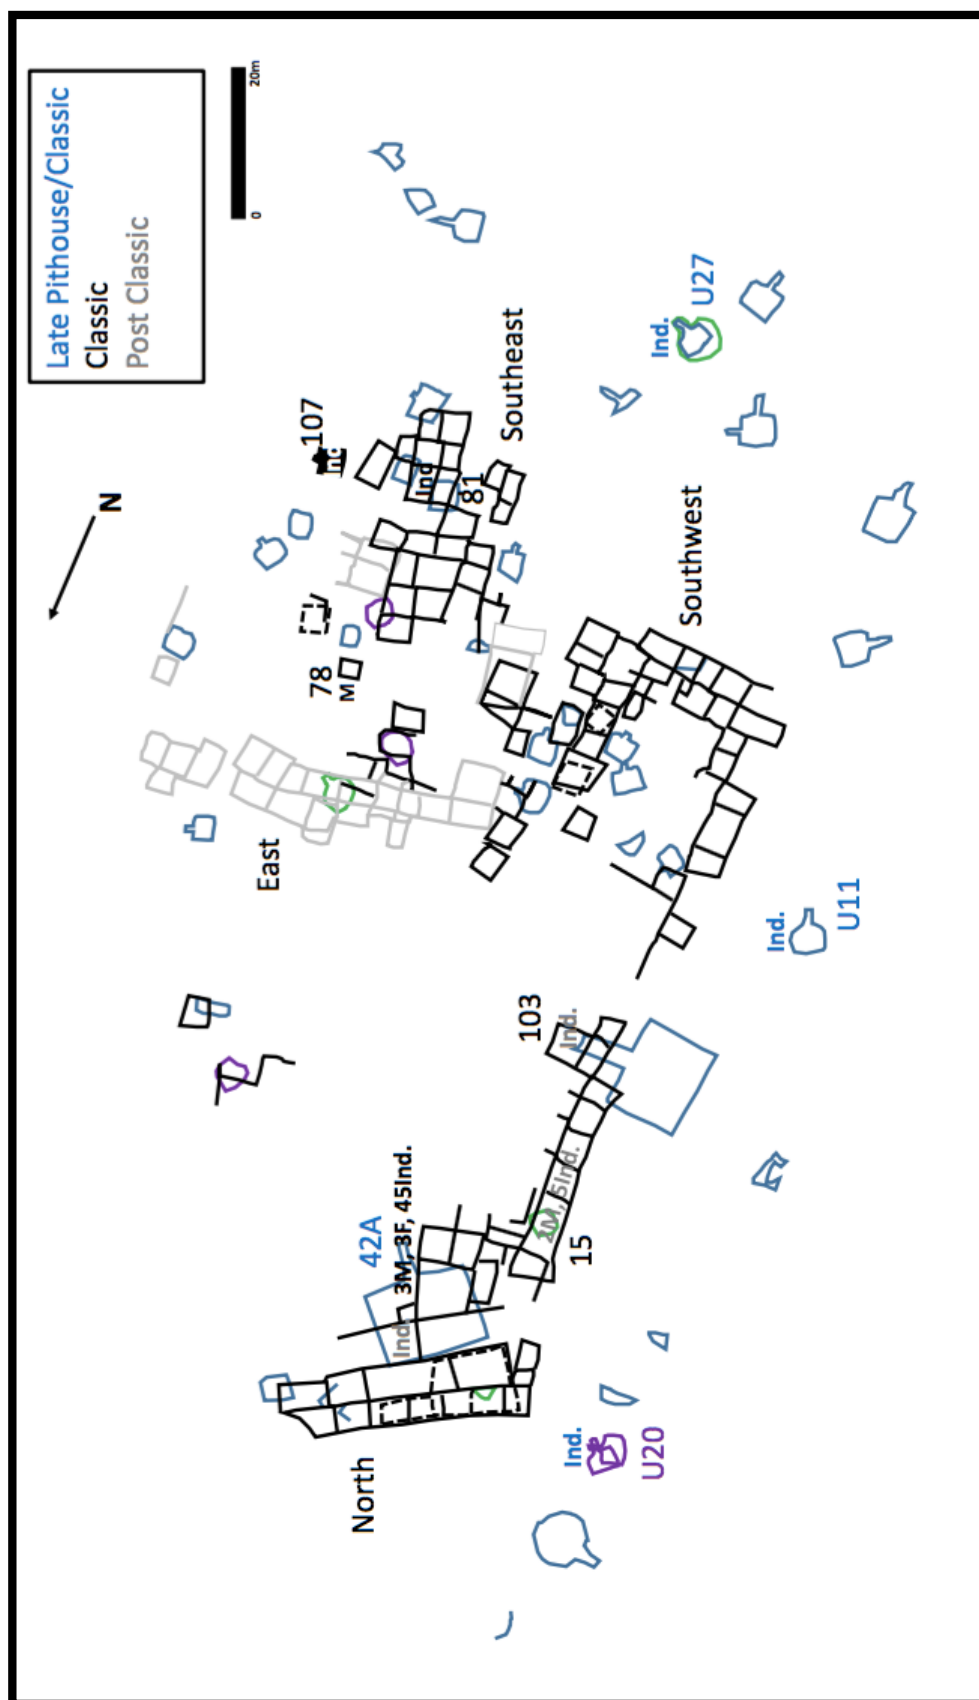 Late Pithouse/Classic
Classic
Post Classic
0
20m
N
107
Ind
Southeast
81
Ind.
U27
78
M
Southwest
East
Ind.
U11
103
Ind.
42A
3M, 3F, 45Ind.
Ind.
5Ind.
15
North
Ind.
U20